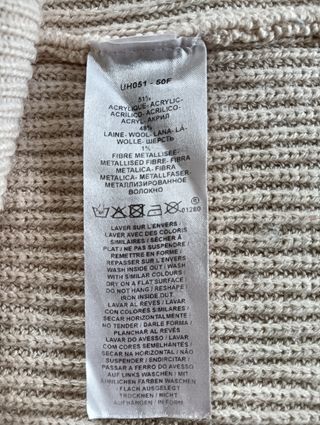 UH051 - 50F
51%
ACRYLIQUE- ACRYLIC-
ACRILICO - ACRILICO-
ACRYL- АКРИЛ
48%
LAINE- WOOL- LANA- LÃ-
WOLLE- ШЕРСТЬ
1%
FIBRE METALLISEE-
METALLISED FIBRE- FIBRA
METALICA- FIBRA
METALICA- METALLFASER-
МЕТАЛЛИЗИРОВАННОЕ
ВОЛОКНО
01280
LAVER SUR L'ENVERS -
LAVER AVEC DES COLORIS
SIMILAIRES / SÉCHER À
PLAT / NE PAS SUSPENDRE /
REMETTRE EN FORME /
REPASSER SUR L'ENVERS
WASH INSIDE OUT / WASH
WITH SIMILAR COLOURS /
DRY ON A FLAT SURFACE /
DO NOT HANG / RESHAPE /
IRON INSIDE OUT
LAVAR AL REVÉS / LAVAR
CON COLORES SIMILARES /
SECAR HORIZONTALMENTE /
NO TENDER / DARLE FORMA /
PLANCHAR AL REVÉS
LAVAR DO AVESSO / LAVAR
COM CORES SEMELHANTES /
SECAR NA HORIZONTAL / NÃO
ESTENDER / ENDIREITAR /
PASSAR A FERRO DO AVESSO
AUF LINKS WASCHEN / MIT
ÄHNLICHEN FARBEN WASCHEN
- FLACH AUSGELEGT
TROCKNEN / NICHT
AUFHÄNGEN / IN FORM